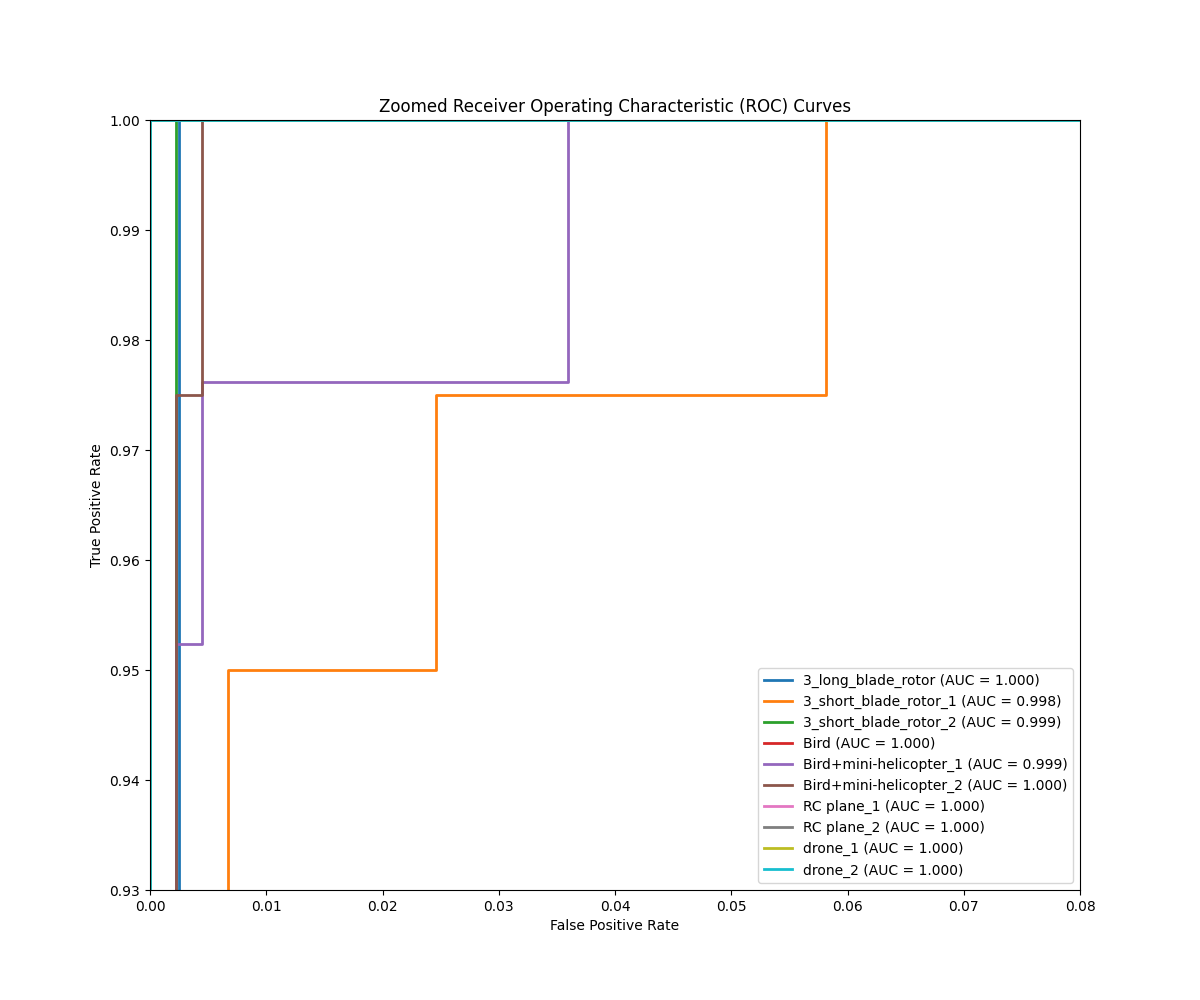 Zoomed Receiver Operating Characteristic (ROC) Curves
1.00
0.99
0.98
0.97
0.96
0.95
0.94
0.93
True Positive Rate
3_long_blade_rotor (AUC = 1.000)
3_short_blade_rotor_1 (AUC = 0.998)
3_short_blade_rotor_2 (AUC = 0.999)
Bird (AUC = 1.000)
Bird+mini-helicopter_1 (AUC = 0.999)
Bird+mini-helicopter_2 (AUC = 1.000)
RC plane_1 (AUC = 1.000)
RC plane_2 (AUC = 1.000)
drone_1 (AUC = 1.000)
drone_2 (AUC = 1.000)
0.00 0.01 0.02 0.03 0.04 0.05 0.06 0.07 0.08
False Positive Rate